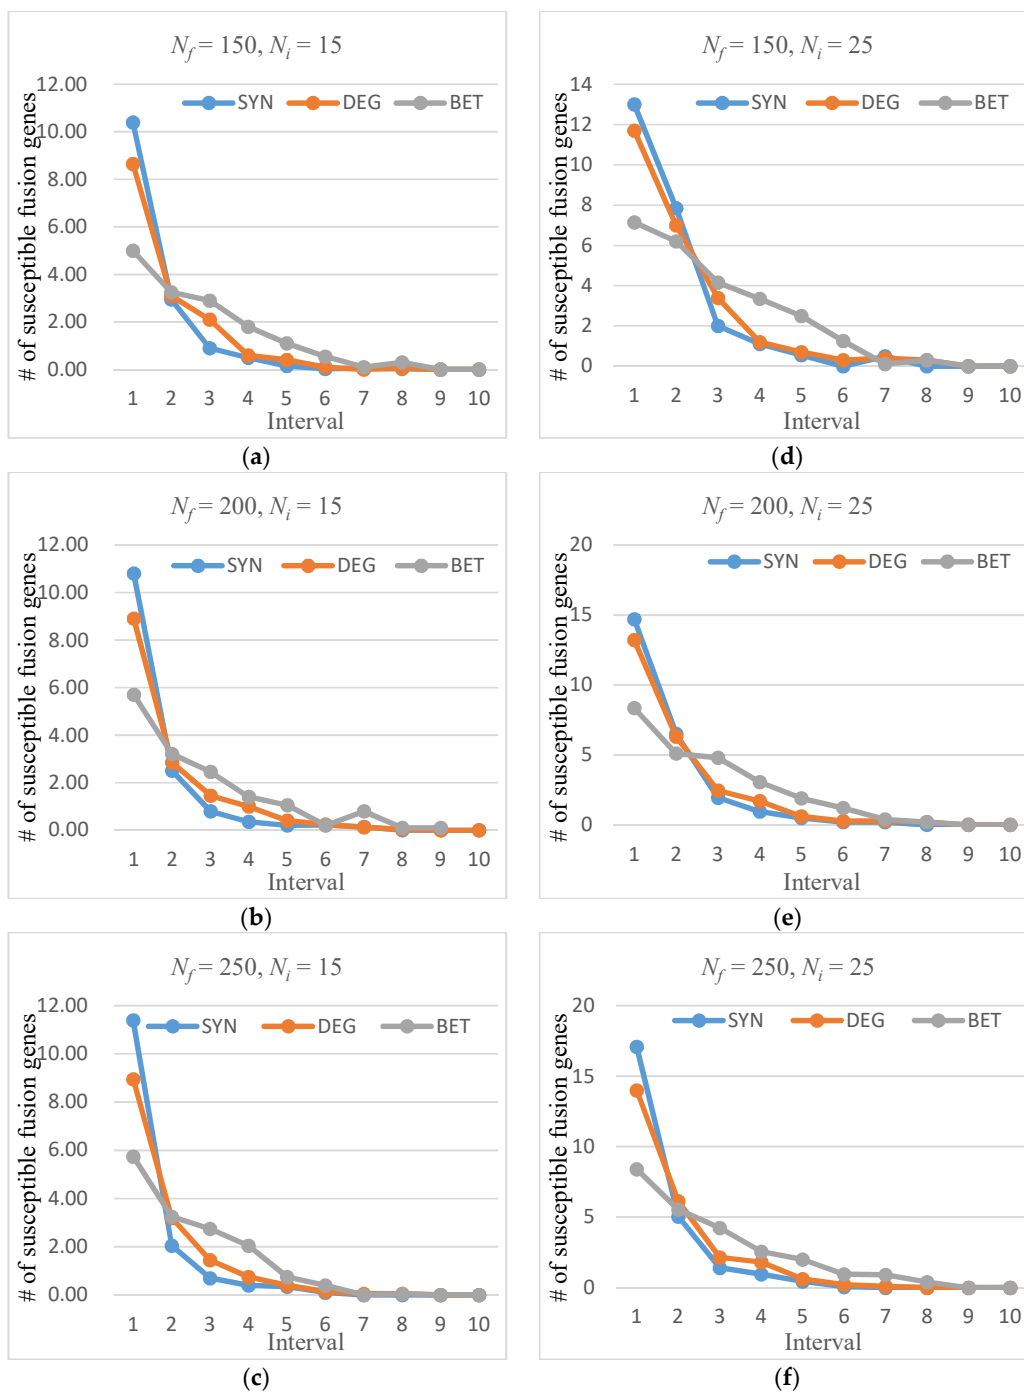 N_f = 150, N_i = 15
# of susceptible fusion genes
12.00
10.00
8.00
6.00
4.00
2.00
0.00
SYN DEG BET
1 2 3 4 5 6 7 8 9 10
Interval
(a)
N_f = 150, N_i = 25
# of susceptible fusion genes
14
12
10
8
6
4
2
0
SYN DEG BET
1 2 3 4 5 6 7 8 9 10
Interval
(d)
N_f = 200, N_i = 15
# of susceptible fusion genes
12.00
10.00
8.00
6.00
4.00
2.00
0.00
SYN DEG BET
1 2 3 4 5 6 7 8 9 10
Interval
(b)
N_f = 200, N_i = 25
# of susceptible fusion genes
20
15
10
5
0
SYN DEG BET
1 2 3 4 5 6 7 8 9 10
Interval
(e)
N_f = 250, N_i = 15
# of susceptible fusion genes
12.00
10.00
8.00
6.00
4.00
2.00
0.00
SYN DEG BET
1 2 3 4 5 6 7 8 9 10
Interval
(c)
N_f = 250, N_i = 25
# of susceptible fusion genes
20
15
10
5
0
SYN DEG BET
1 2 3 4 5 6 7 8 9 10
Interval
(f)